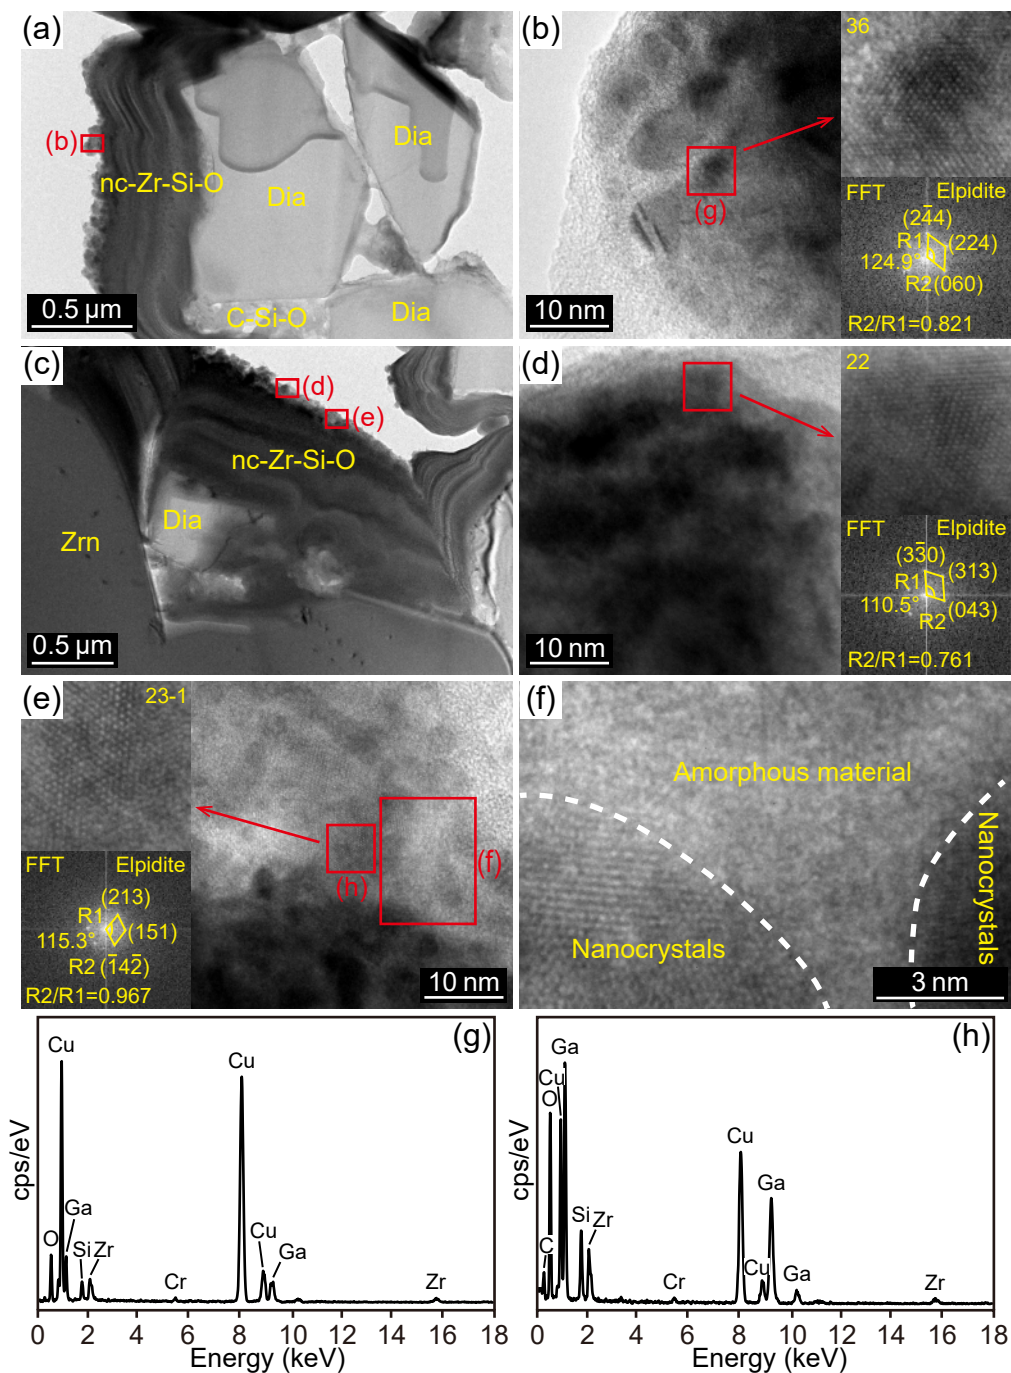 (a)
(b)
nc-Zr-Si-O
Dia
Dia
C-Si-O
Dia
0.5 µm
(b)
36
(g)
FFT
Elpidite
(24̄4)
R1
(224)
124.9°
R2(060)
R2/R1=0.821
10 nm
(c)
(d)
(e)
nc-Zr-Si-O
Dia
Zrn
0.5 µm
(d)
22
FFT
Elpidite
(33̄0)
R1
(313)
110.5°
R2
(043)
R2/R1=0.761
10 nm
(e)
23-1
FFT
Elpidite
(213)
R1
(151)
115.3°
R2 (1̄42̄)
R2/R1=0.967
(h)
(f)
10 nm
(f)
Amorphous material
Nanocrystals
Nanocrystals
3 nm
(g)
Cu
Cu
Ga
O
Si
Zr
Cr
Cu
Ga
Zr
cps/eV
0 2 4 6 8 10 12 14 16 18
Energy (keV)
(h)
Ga
Cu
O
Cu
Ga
Si
Zr
C
Cr
Cu
Ga
Zr
cps/eV
0 2 4 6 8 10 12 14 16 18
Energy (keV)